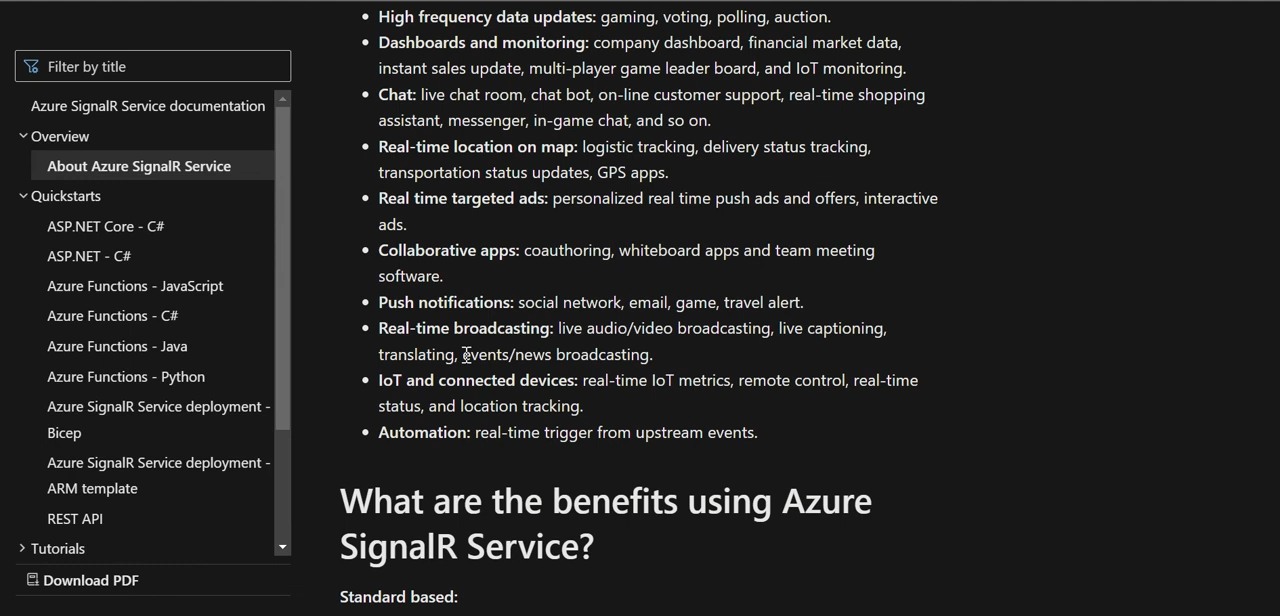 Filter by title
Azure SignalR Service documentation
Overview
About Azure SignalR Service
Quickstarts
ASP.NET Core - C#
ASP.NET - C#
Azure Functions - JavaScript
Azure Functions - C#
Azure Functions - Java
Azure Functions - Python
Azure SignalR Service deployment -
Bicep
Azure SignalR Service deployment -
ARM template
REST API
Tutorials
Download PDF
• High frequency data updates: gaming, voting, polling, auction.
• Dashboards and monitoring: company dashboard, financial market data,
instant sales update, multi-player game leader board, and IoT monitoring.
• Chat: live chat room, chat bot, on-line customer support, real-time shopping
assistant, messenger, in-game chat, and so on.
• Real-time location on map: logistic tracking, delivery status tracking,
transportation status updates, GPS apps.
• Real time targeted ads: personalized real time push ads and offers, interactive
ads.
• Collaborative apps: coauthoring, whiteboard apps and team meeting
software.
• Push notifications: social network, email, game, travel alert.
• Real-time broadcasting: live audio/video broadcasting, live captioning,
translating, events/news broadcasting.
• IoT and connected devices: real-time IoT metrics, remote control, real-time
status, and location tracking.
• Automation: real-time trigger from upstream events.
What are the benefits using Azure
SignalR Service?
Standard based: